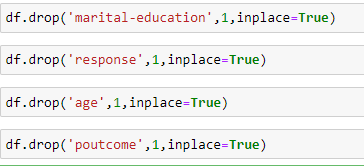 df.drop('marital-education',1,inplace=True)
df.drop('response',1,inplace=True)
df.drop('age',1,inplace=True)
df.drop('poutcome',1,inplace=True)